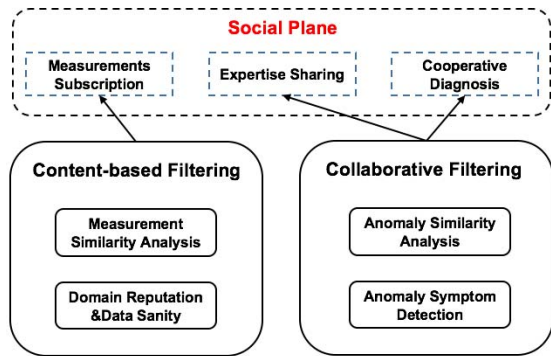 Social Plane
Measurements
Subscription
Expertise Sharing
Cooperative
Diagnosis
Content-based Filtering
Measurement
Similarity Analysis
Domain Reputation
&Data Sanity
Collaborative Filtering
Anomaly Similarity
Analysis
Anomaly Symptom
Detection